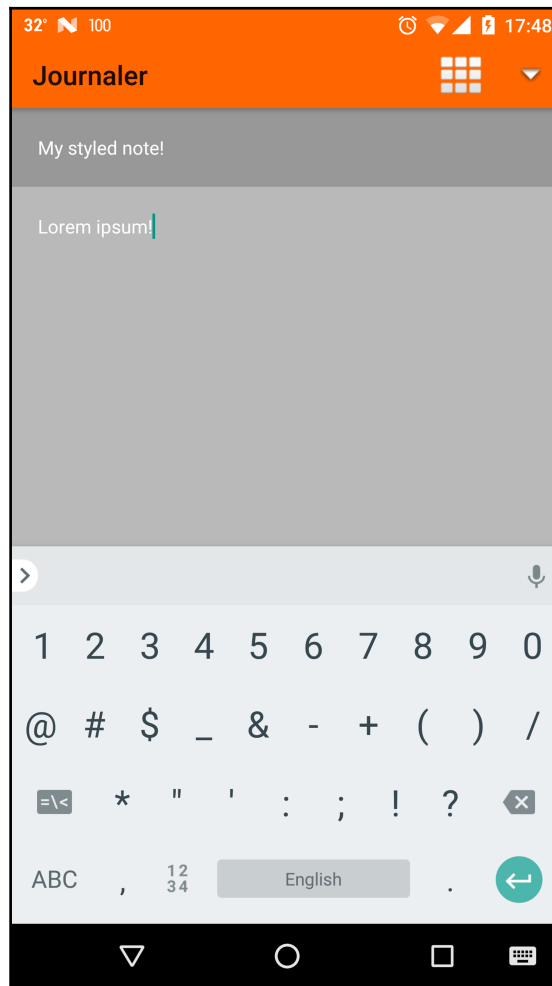 32° 100 17:48
Journaler
My styled note!
Lorem ipsum!
1 2 3 4 5 6 7 8 9 0
@ # $ _ & - + ( ) /
=\< * " ' : ; ! ?
ABC , 12 34 English .